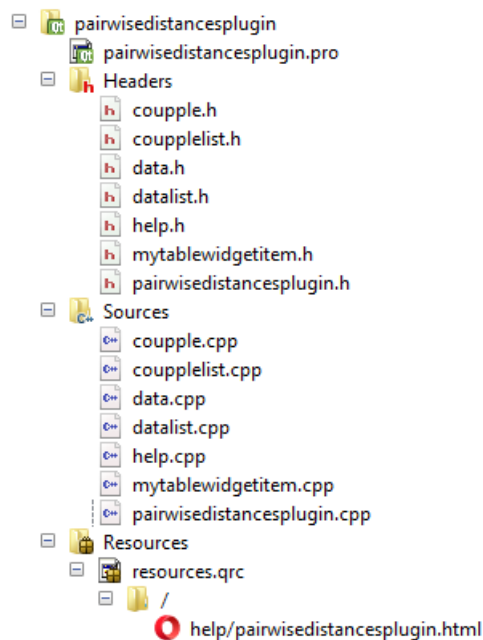 pairwisedistancesplugin
pairwisedistancesplugin.pro
Headers
coupple.h
coupplelist.h
data.h
datalist.h
help.h
mytablewidgetitem.h
pairwisedistancesplugin.h
Sources
coupple.cpp
coupplelist.cpp
data.cpp
datalist.cpp
help.cpp
mytablewidgetitem.cpp
pairwisedistancesplugin.cpp
Resources
resources.qrc
/
help/pairwisedistancesplugin.html